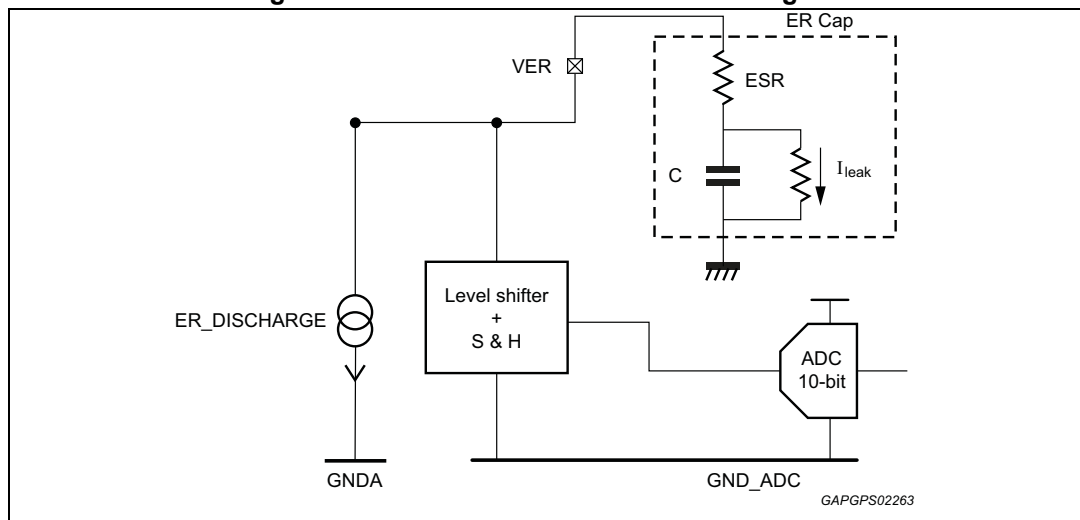 ER Cap
VER
ESR
C
Ileak
ER_DISCHARGE
Level shifter
+
S & H
ADC
10-bit
GNDA
GND_ADC
GAPGPS02263